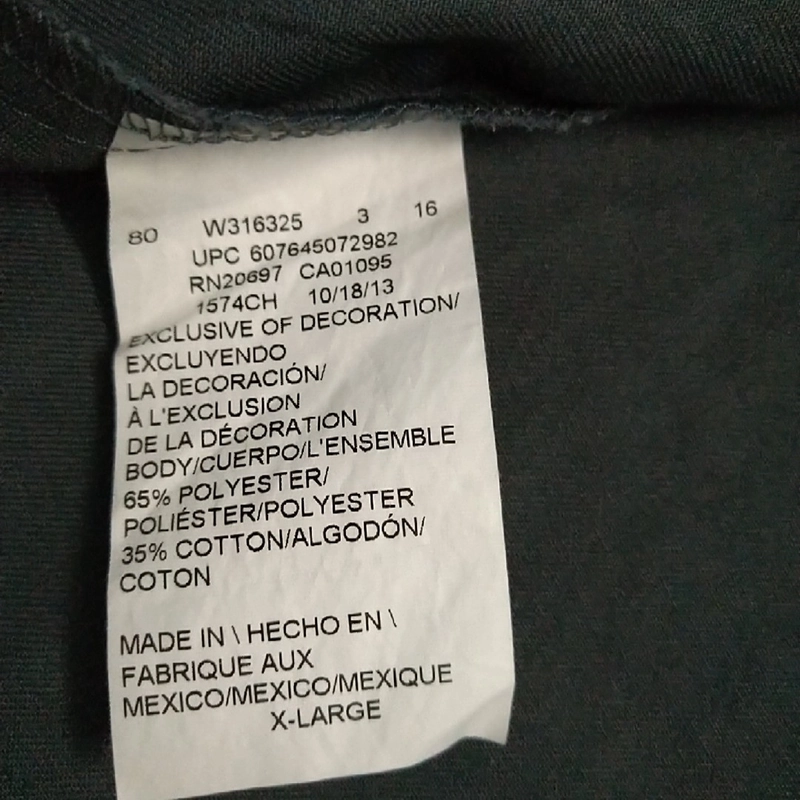 80 W316325 3 16
UPC 607645072982
RN20697 CA01095
1574CH 10/18/13
EXCLUSIVE OF DECORATION/
EXCLUYENDO
LA DECORACIÓN/
À L'EXCLUSION
DE LA DÉCORATION
BODY/CUERPO/L'ENSEMBLE
65% POLYESTER/
POLIÉSTER/POLYESTER
35% COTTON/ALGODÓN/
COTON
MADE IN \ HECHO EN \
FABRIQUE AUX
MEXICO/MEXICO/MEXIQUE
X-LARGE